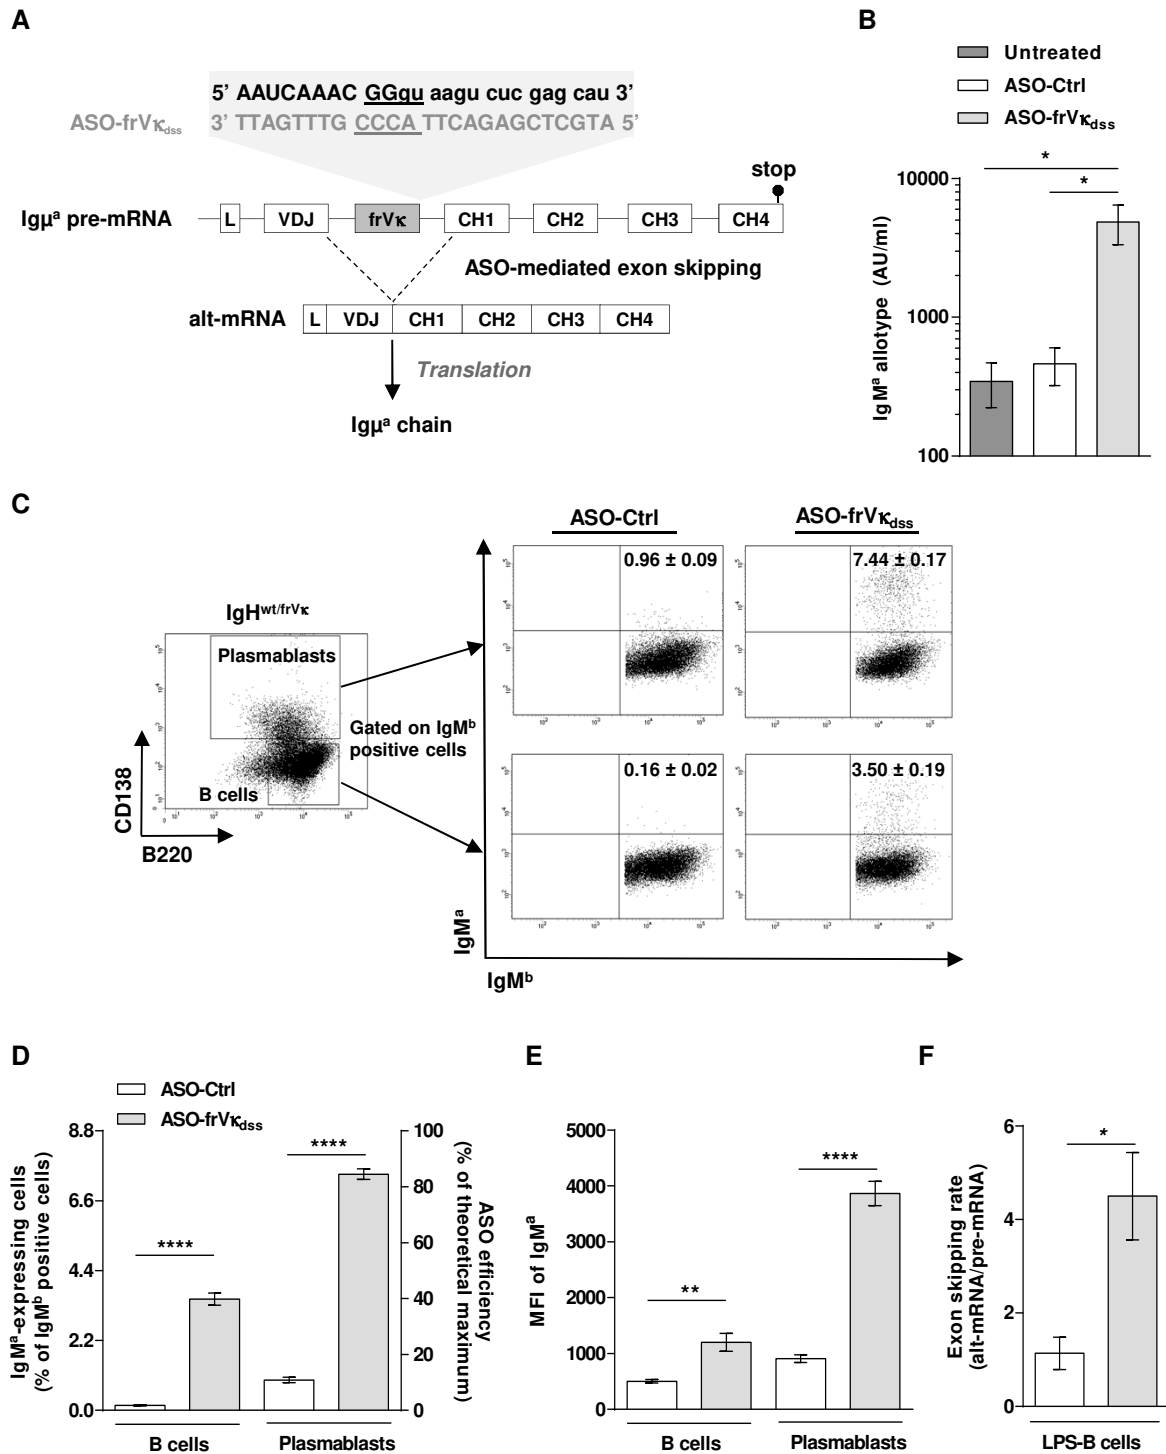 A
5’ AAUCAAAC GGgu aagu cuc gag cau 3’
ASO-frVκdss 3’ TTAGTTTG CCCA TTCAGAGCTCGTA 5’
stop
Igµa pre-mRNA L VDJ frVκ CH1 CH2 CH3 CH4
ASO-mediated exon skipping
alt-mRNA L VDJ CH1 CH2 CH3 CH4
Translation
Igµa chain
B
Untreated
ASO-Ctrl
ASO-frVκdss
*
*
10000
1000
100
IgMa allotype (AU/ml)
C
ASO-Ctrl ASO-frVκdss
IgHwt/frVκ
Plasmablasts
B cells
CD138
B220
Gated on IgMb
positive cells
0.96 ± 0.09 7.44 ± 0.17
0.16 ± 0.02 3.50 ± 0.19
IgMa
IgMb
D
ASO-Ctrl
ASO-frVκdss
8.8
6.6
4.4
2.2
0.0
IgMa-expressing cells
(% of IgMb positive cells)
****
****
100
80
60
40
20
0
ASO efficiency
(% of theoretical maximum)
B cells Plasmablasts
E
5000
4000
3000
2000
1000
0
MFI of IgMa
**
****
B cells Plasmablasts
F
6
4
2
0
Exon skipping rate
(alt-mRNA/pre-mRNA)
*
LPS-B cells